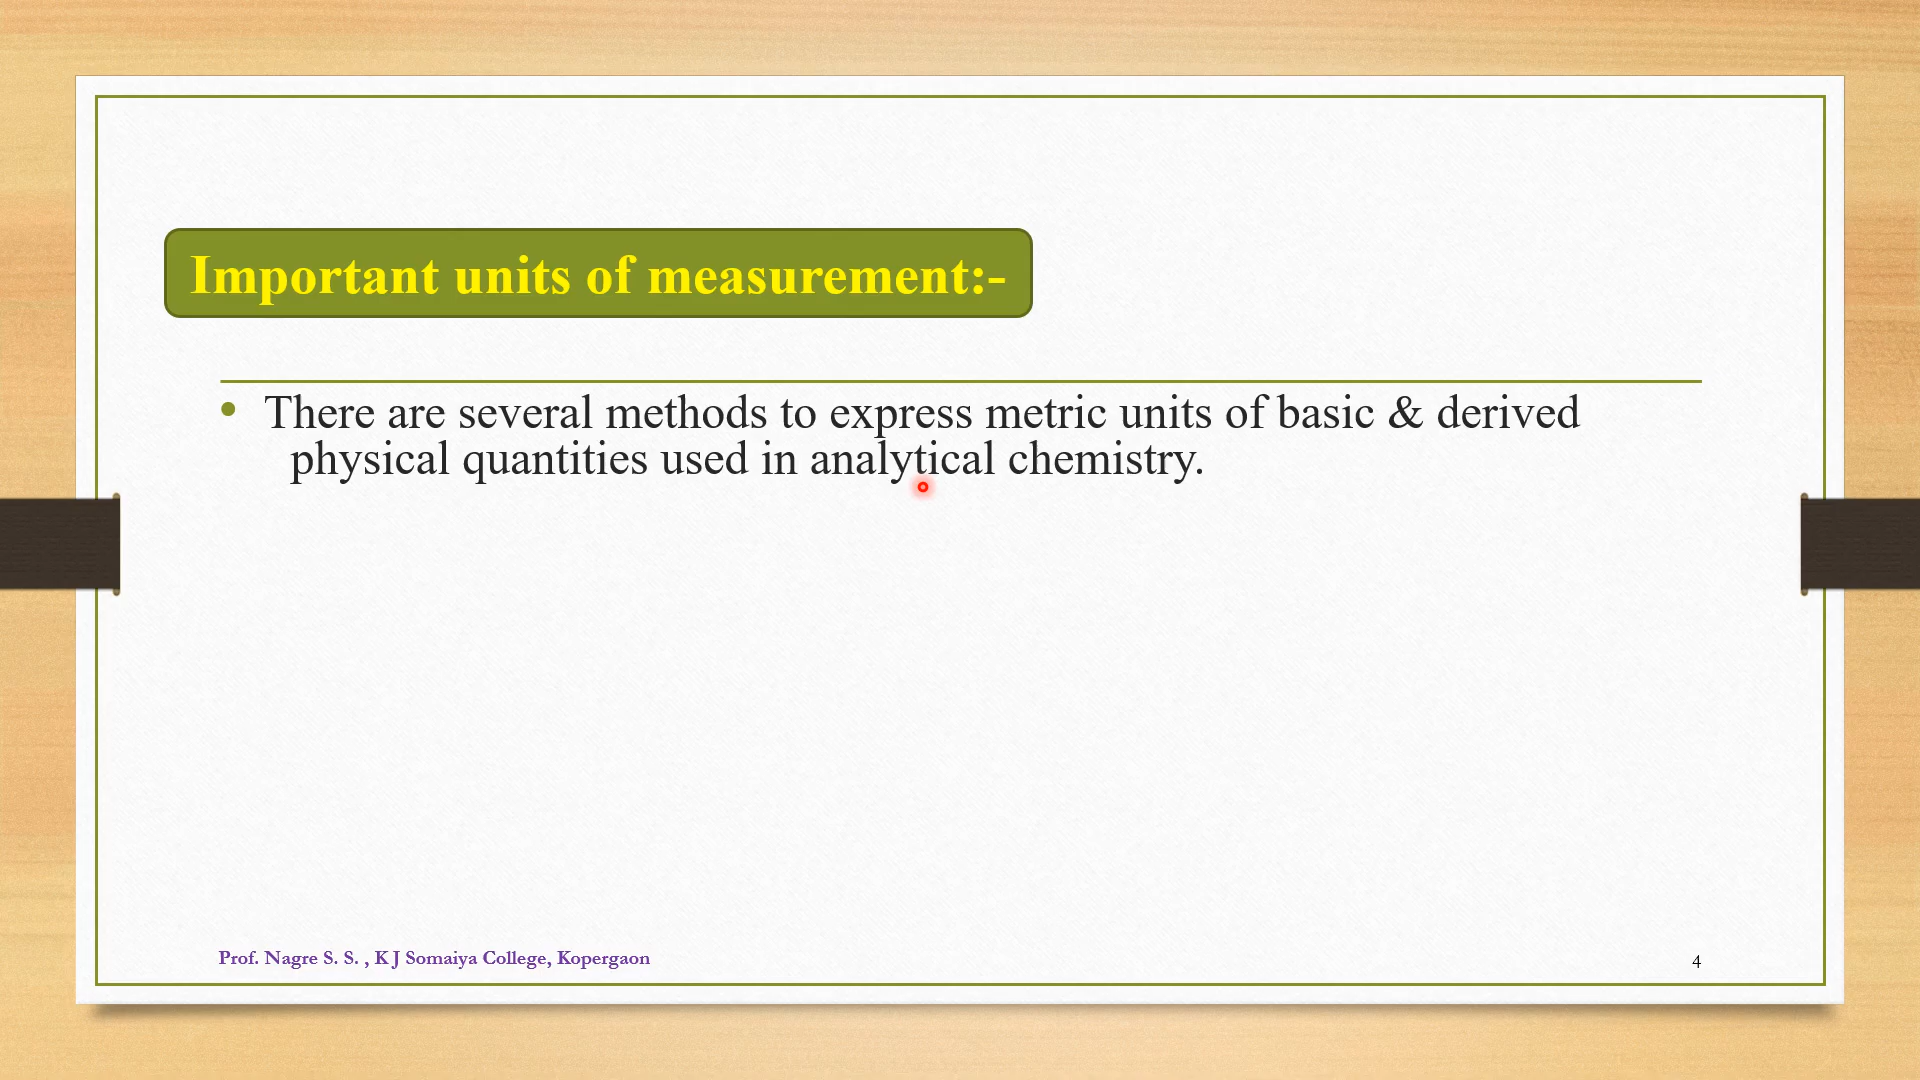 Important units of measurement:-
• There are several methods to express metric units of basic & derived
physical quantities used in analytical chemistry.
Prof. Nagre S. S. , K J Somaiya College, Kopergaon
4